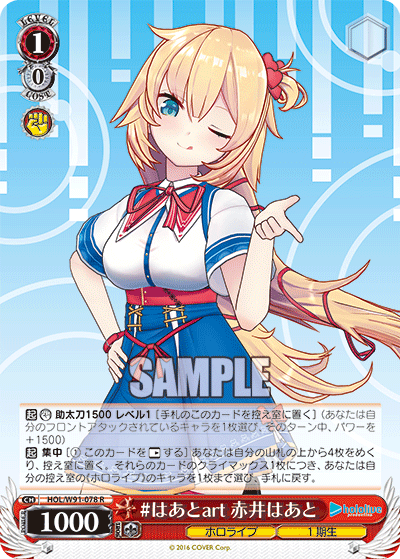 LEVEL
1
0
COST
SAMPLE
起 助太刀1500 レベル1 [手札のこのカードを控え室に置く] (あなたは自
分のフロントアタックされているキャラを1枚選び、そのターン中、パワーを
+1500)
起 集中 [① このカードを する] あなたは自分の山札の上から4枚をめく
り、控え室に置く。それらのカードのクライマックス1枚につき、あなたは自
分の控え室の《ホロライブ》のキャラを1枚まで選び、手札に戻す。
CH HOL/W91-078 R
1000
#はあとart 赤井はあと
hololive
ホロライブ
1期生
© 2016 COVER Corp.